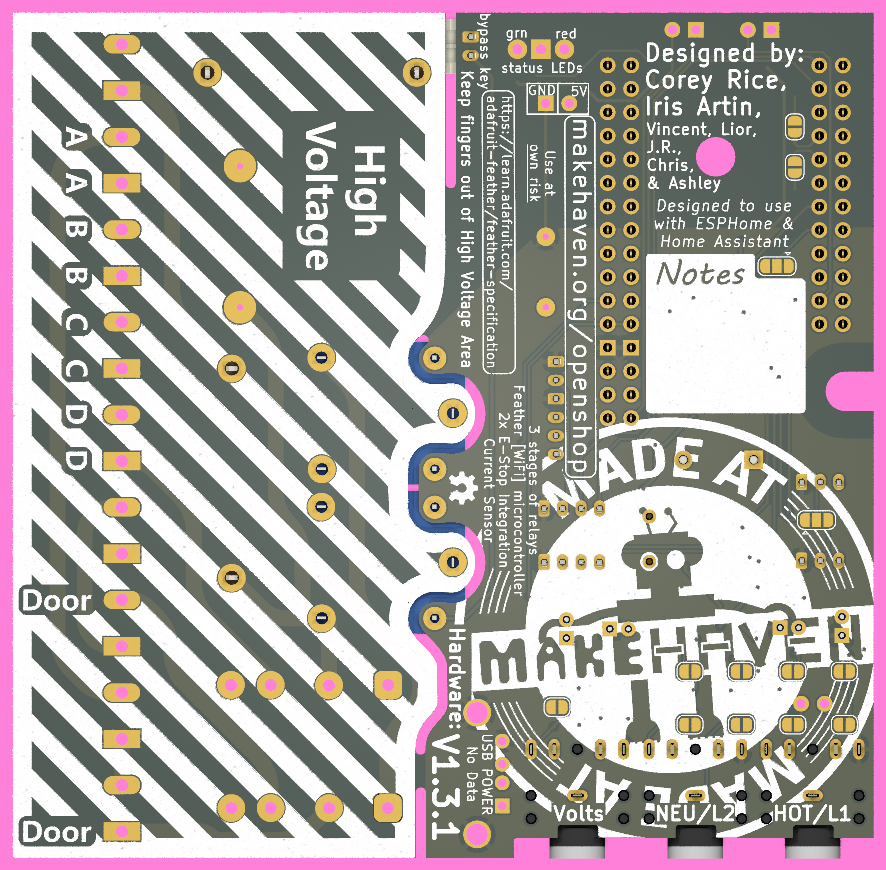 grn red
status LEDs
GND 5V
bypass key
Keep fingers out of High Voltage Area
https://learn.adafruit.com/
adafruit-feather/feather-specification
Use at
own risk
makehaven.org/openshop
Designed by:
Corey Rice,
Iris Artin,
Vincent, Lior,
J.R.,
Chris,
& Ashley
Designed to use
with ESPHome &
Home Assistant
Notes
High
Voltage
A
A
B
B
C
C
D
D
Door
Door
3 stages of relays
Feather [WiFi] microcontroller
2x E-Stop Integration
Current Sensor
MADE AT
MAKEHAVEN
MADE AT
Hardware: V1.3.1
USB POWER
No Data
Volts
NEU/L2
HOT/L1